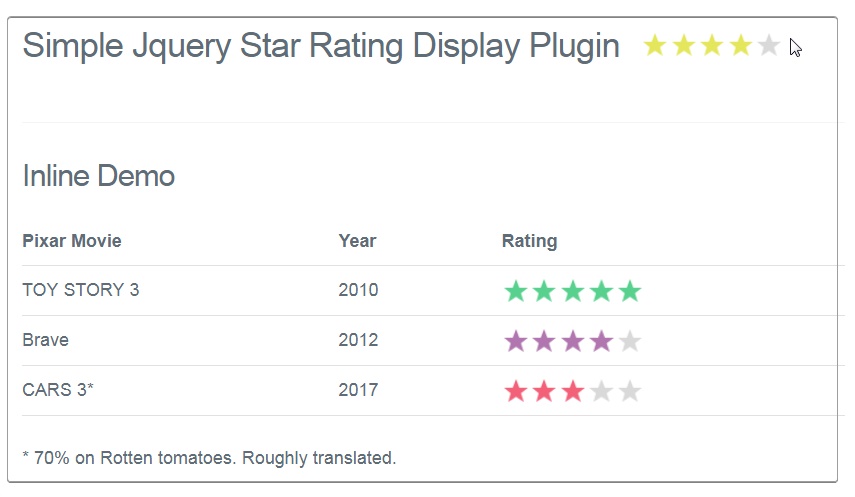 Simple Jquery Star Rating Display Plugin
Inline Demo
Pixar Movie Year Rating
TOY STORY 3 2010
Brave 2012
CARS 3* 2017
* 70% on Rotten tomatoes. Roughly translated.